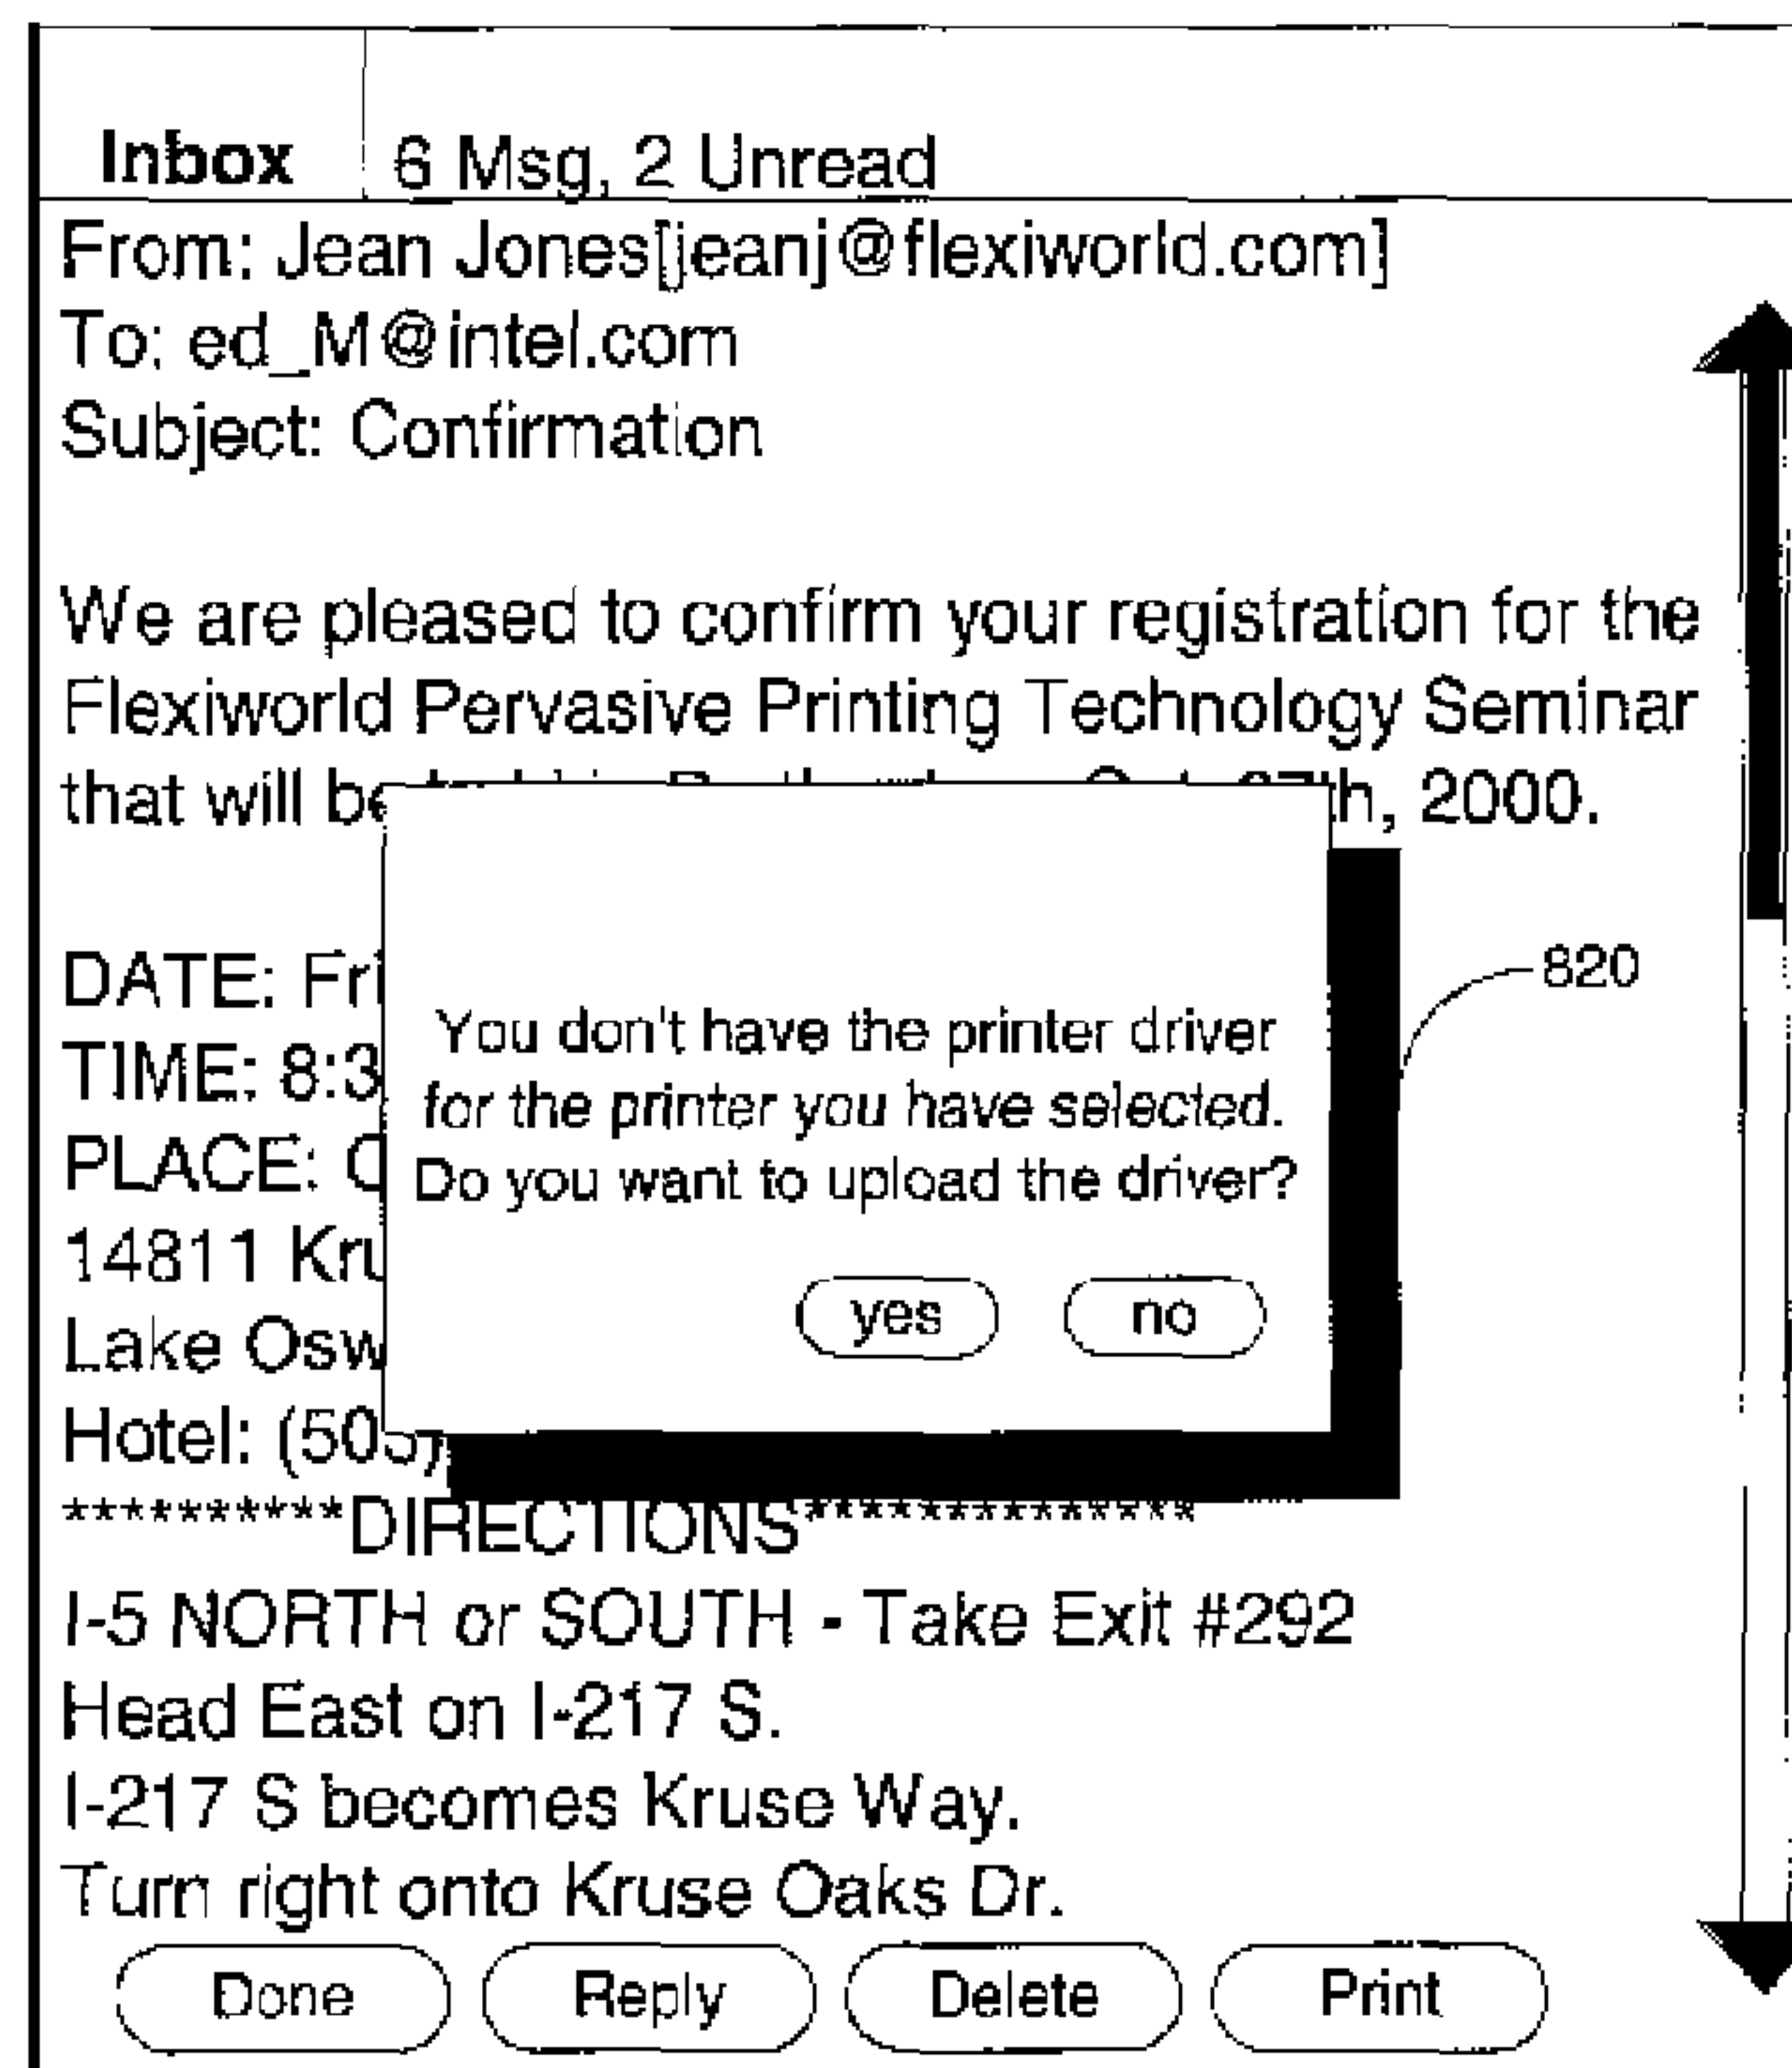 Inbox 6 Msg, 2 Unread
From: Jean Jones[jeanj@flexiworld.com]
To: ed_M@intel.com
Subject: Confirmation
We are pleased to confirm your registration for the
Flexiworld Pervasive Printing Technology Seminar
that will be h, 2000.
DATE: Fri
TIME: 8:3
PLACE:
14811 Kru
Lake Osw
Hotel: (503)
**********DIRECTIONS**************
I-5 NORTH or SOUTH - Take Exit #292
Head East on I-217 S.
I-217 S becomes Kruse Way.
Turn right onto Kruse Oaks Dr.
You don't have the printer driver
for the printer you have selected.
Do you want to upload the driver?
yes no
820
Done Reply Delete Print